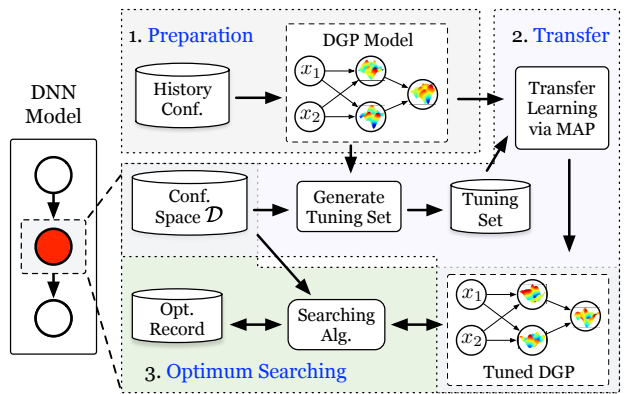 1. Preparation
DGP Model
2. Transfer
DNN
Model
History
Conf.
x1
x2
Transfer
Learning
via MAP
Conf.
Space D
Generate
Tuning Set
Tuning
Set
Opt.
Record
Searching
Alg.
x1
x2
Tuned DGP
3. Optimum Searching